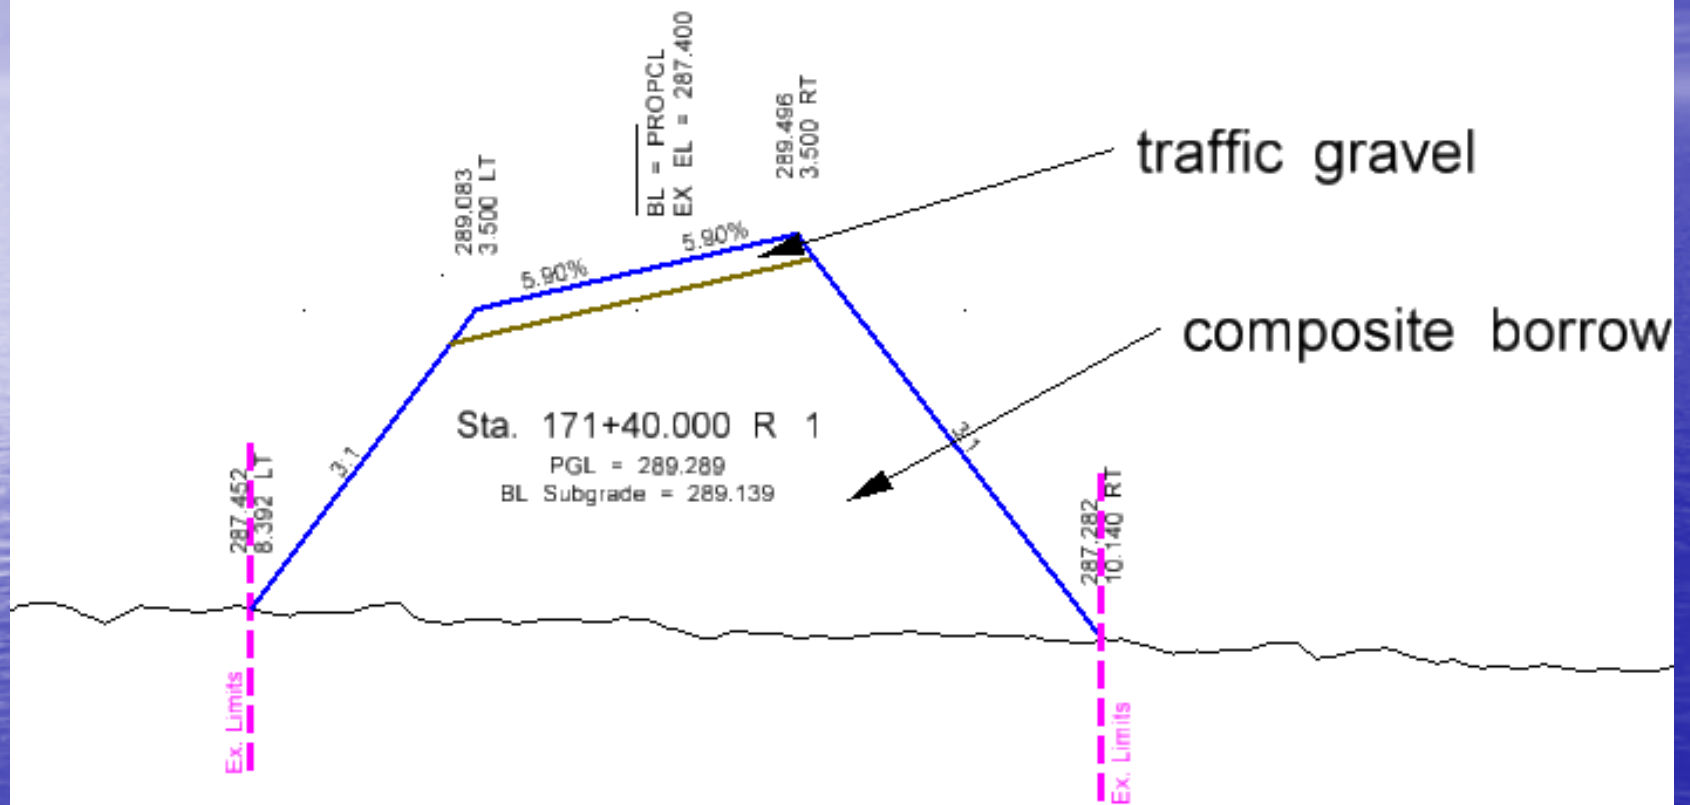 BL = PROPCL
EX EL = 287.400
289.496
3.500 RT
289.083
3.500 LT
traffic gravel
5.90%
5.90%
composite borrow
Sta. 171+40.000 R 1
PGL = 289.289
BL Subgrade = 289.139
3:1
3:1
287.452
8.392 LT
287.282
10.140 RT
Ex. Limits
Ex. Limits